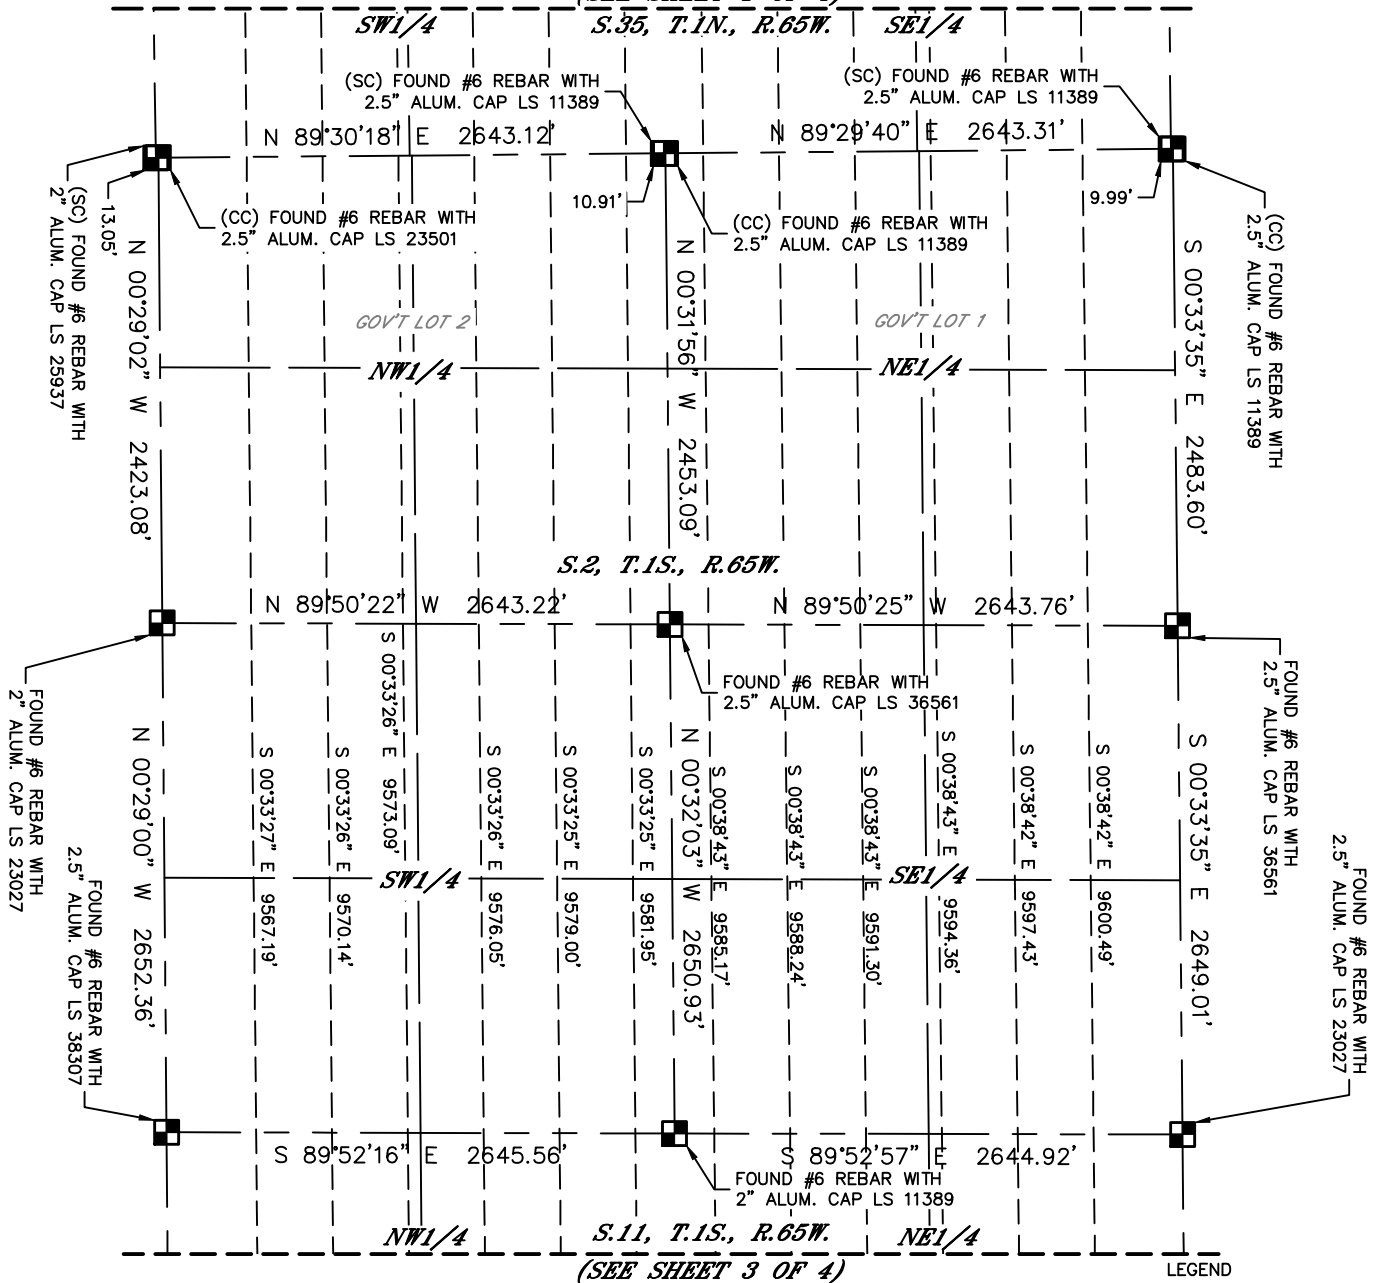 SW1/4
S.35, T.1N., R.65W.
SE1/4
(SC) FOUND #6 REBAR WITH
2.5" ALUM. CAP LS 11389
(SC) FOUND #6 REBAR WITH
2.5" ALUM. CAP LS 11389
N 89°30'18" E 2643.12'
N 89°29'40" E 2643.31'
(SC) FOUND #6 REBAR WITH
2" ALUM. CAP LS 25937
13.05'
(CC) FOUND #6 REBAR WITH
2.5" ALUM. CAP LS 23501
10.91'
(CC) FOUND #6 REBAR WITH
2.5" ALUM. CAP LS 11389
9.99'
(CC) FOUND #6 REBAR WITH
2.5" ALUM. CAP LS 11389
N 00°29'02" W 2423.08'
N 00°31'56" W 2453.09'
S 00°33'35" E 2483.60'
GOV'T LOT 2
GOV'T LOT 1
NW1/4
NE1/4
S.2, T.1S., R.65W.
N 89°50'22" W 2643.22'
N 89°50'25" W 2643.76'
FOUND #6 REBAR WITH
2" ALUM. CAP LS 23027
FOUND #6 REBAR WITH
2.5" ALUM. CAP LS 36561
FOUND #6 REBAR WITH
2.5" ALUM. CAP LS 36561
N 00°29'00" W 2652.36'
S 00°33'27" E 9567.19'
S 00°33'26" E 9570.14'
S 00°33'26" E 9573.09'
S 00°33'26" E 9576.05'
S 00°33'25" E 9579.00'
S 00°33'25" E 9581.95'
N 00°32'03" W 2650.93'
S 00°38'43" E 9585.17'
S 00°38'43" E 9588.24'
S 00°38'43" E 9591.30'
S 00°38'43" E 9594.36'
S 00°38'42" E 9597.43'
S 00°38'42" E 9600.49'
S 00°33'35" E 2649.01'
SW1/4
SE1/4
FOUND #6 REBAR WITH
2.5" ALUM. CAP LS 38307
FOUND #6 REBAR WITH
2.5" ALUM. CAP LS 23027
S 89°52'16" E 2645.56'
S 89°52'57" E 2644.92'
FOUND #6 REBAR WITH
2" ALUM. CAP LS 11389
NW1/4
S.11, T.1S., R.65W.
NE1/4
(SEE SHEET 3 OF 4)
LEGEND